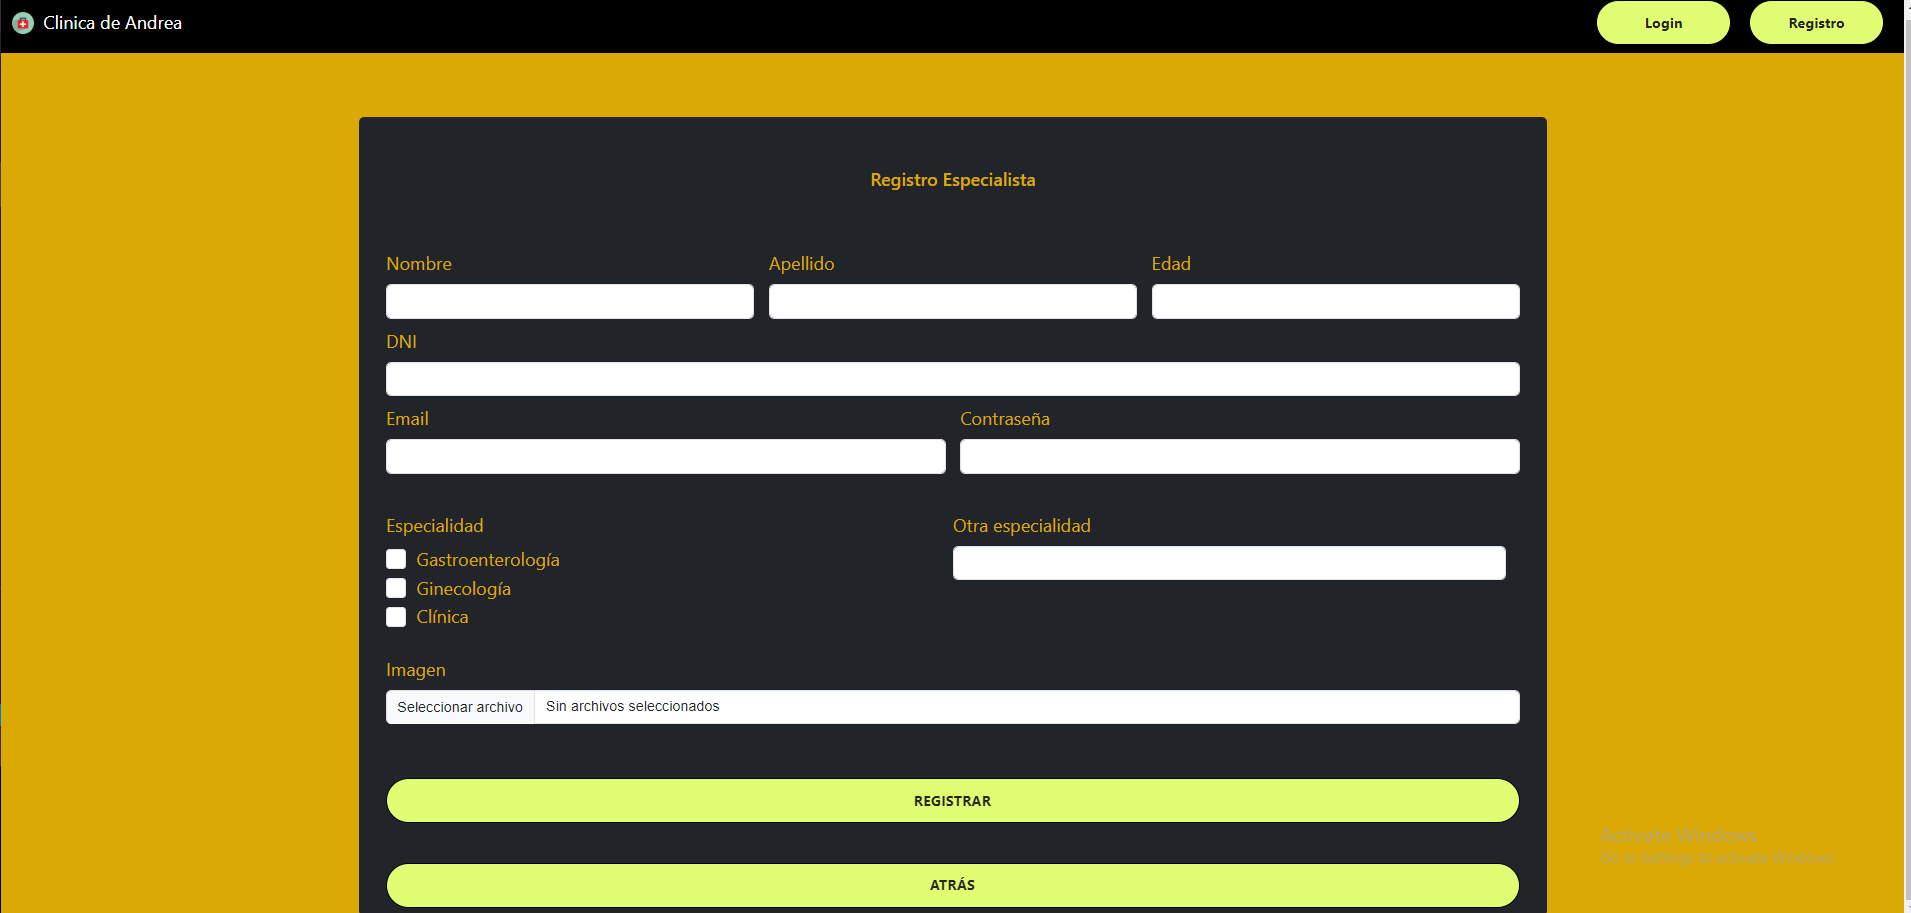 Clinica de Andrea
Login
Registro
Registro Especialista
Nombre
Apellido
Edad
DNI
Email
Contraseña
Especialidad
Otra especialidad
Gastroenterología
Ginecología
Clínica
Imagen
Seleccionar archivo
Sin archivos seleccionados
REGISTRAR
ATRÁS
Activate Windows
Go to Settings to activate Windows.